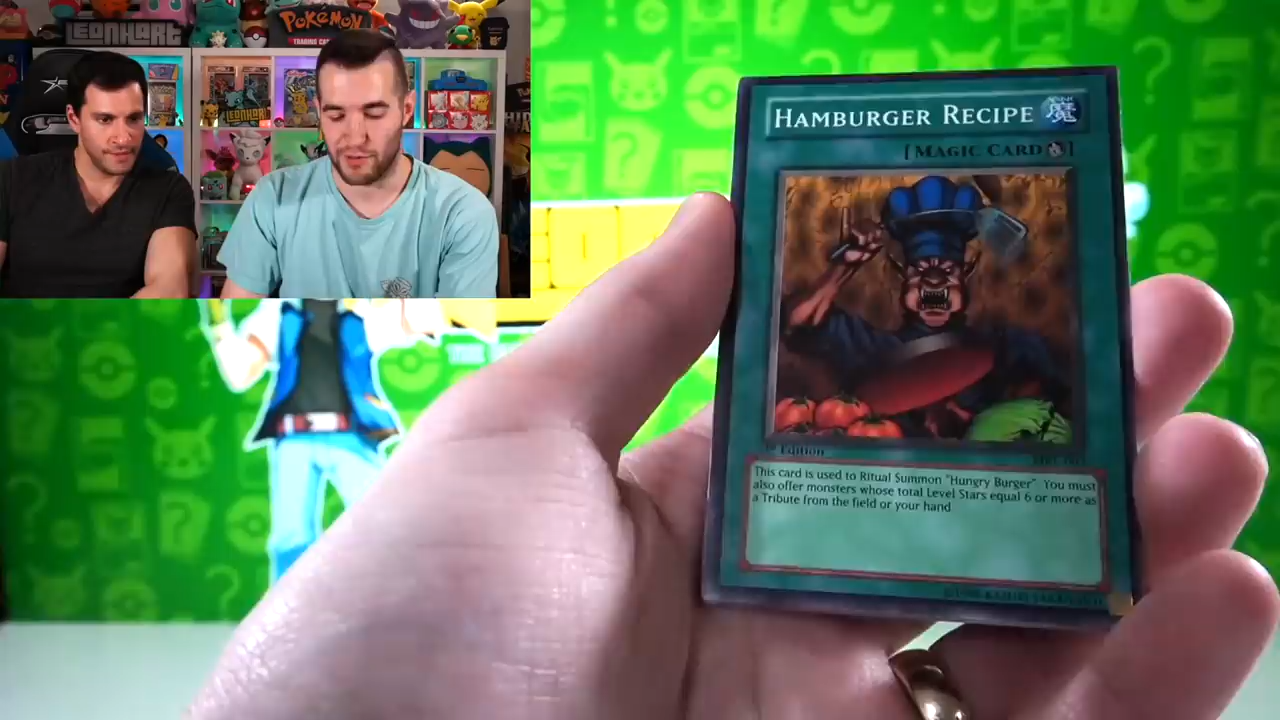 LEONHART
Pokémon
LEONHART
HAMBURGER RECIPE 魔
[MAGIC CARD]
1st Edition
This card is used to Ritual Summon "Hungry Burger". You must
also offer monsters whose total Level Stars equal 6 or more as
a Tribute from the field or your hand.